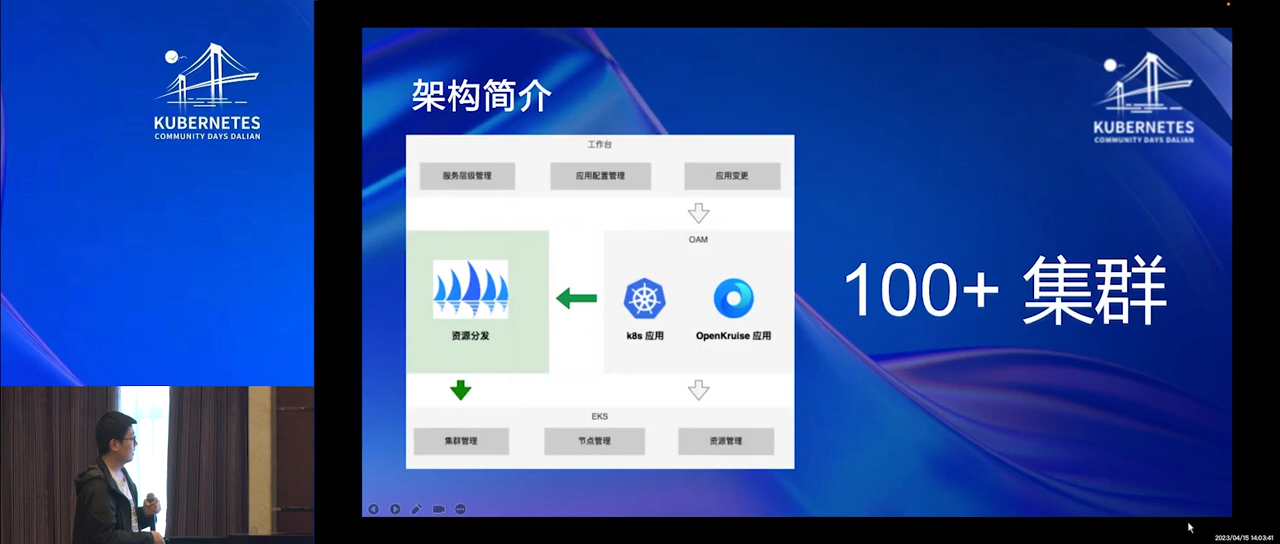 KUBERNETES
COMMUNITY DAYS DALIAN
架构简介
KUBERNETES
COMMUNITY DAYS DALIAN
工作台
服务层级管理
应用配置管理
应用变更
OAM
资源分发
k8s 应用
OpenKruise 应用
100+ 集群
EKS
集群管理
节点管理
资源管理
2023/04/15 14:03:41